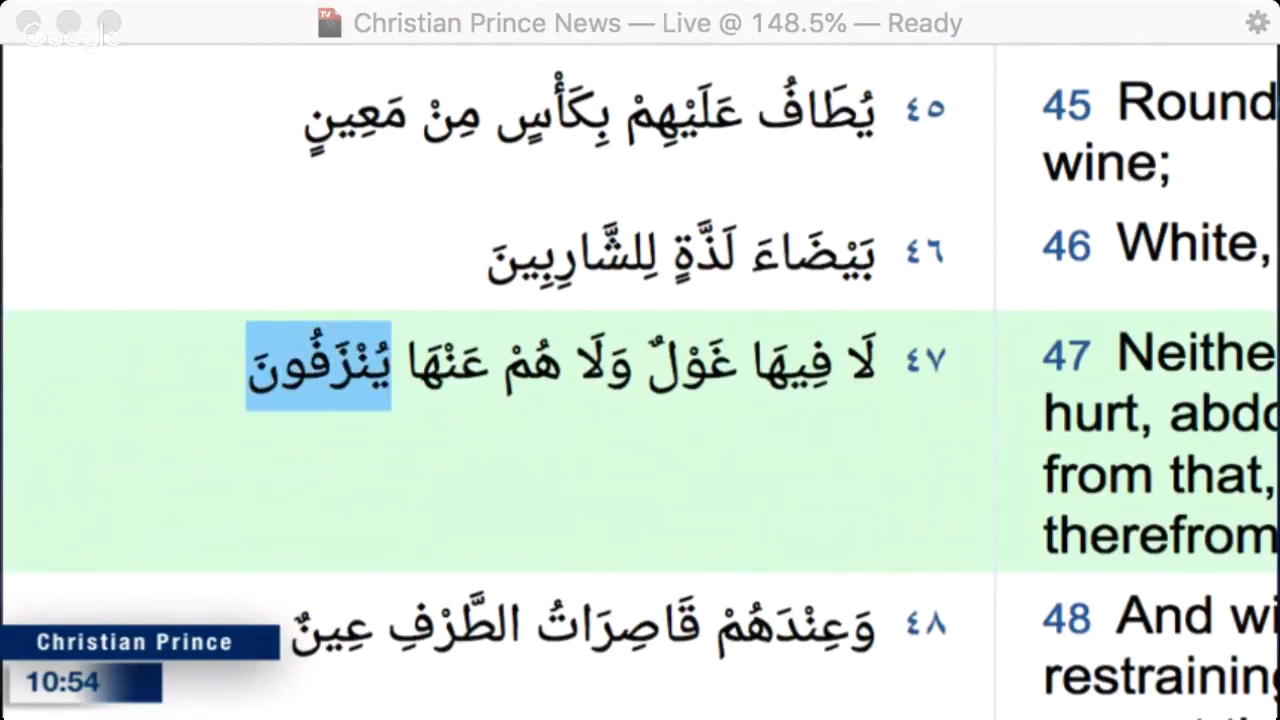 Google
Christian Prince News — Live @ 148.5% — Ready
٤٥ يُطَافُ عَلَيْهِمْ بِكَأْسٍ مِنْ مَعِينٍ
45 Round
wine;
٤٦ بَيْضَاءَ لَذَّةٍ لِلشَّارِبِينَ
46 White,
٤٧ لَا فِيهَا غَوْلٌ وَلَا هُمْ عَنْهَا يُنْزَفُونَ
47 Neithe
hurt, abdo
from that,
therefrom
٤٨ وَعِنْدَهُمْ قَاصِرَاتُ الطَّرْفِ عِينٌ
48 And wi
restraining
Christian Prince
10:54